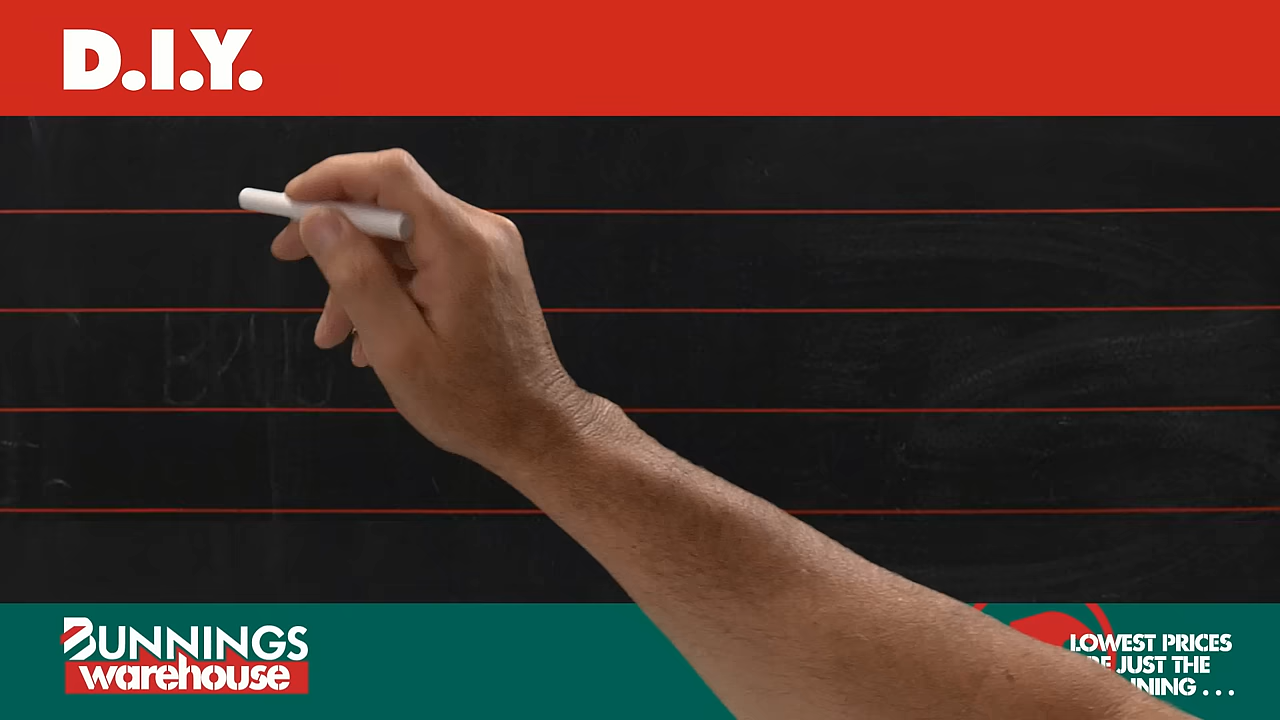 D.I.Y.
BUNNINGS
warehouse
LOWEST PRICES
JUST THE
...